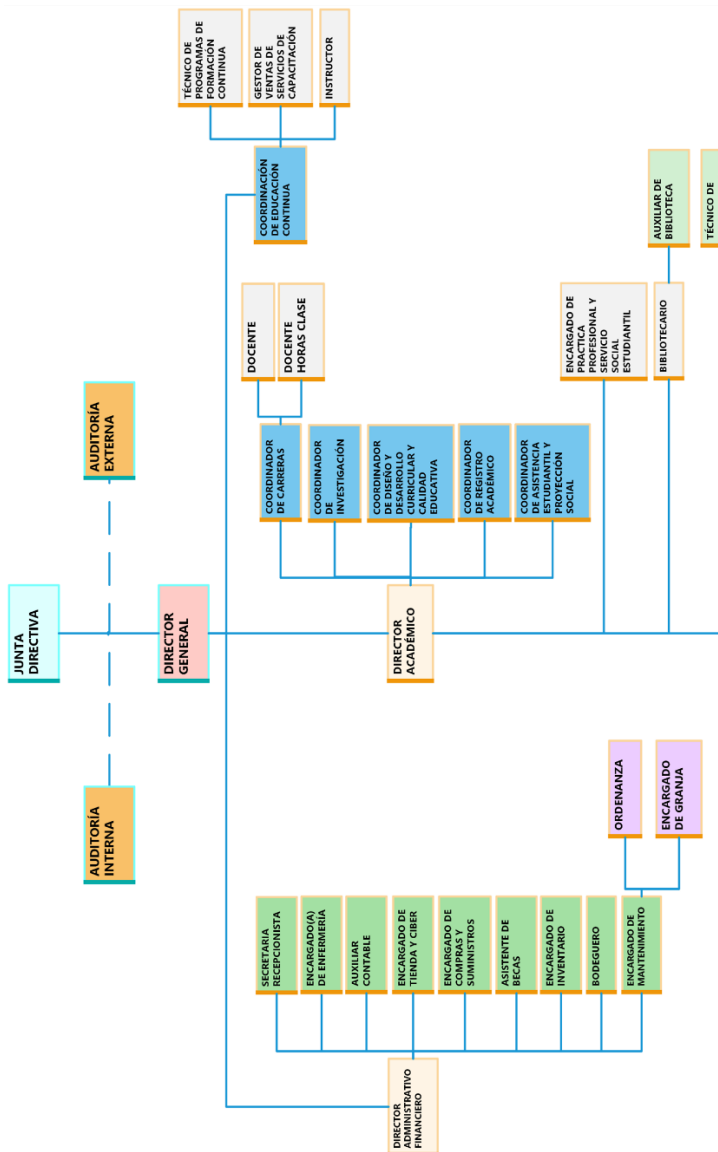 JUNTA
DIRECTIVA
AUDITORÍA
INTERNA
AUDITORÍA
EXTERNA
DIRECTOR
GENERAL
DIRECTOR
ADMINISTRATIVO
FINANCIERO
SECRETARIA
RECEPCIONISTA
ENCARGADO(A)
DE ENFERMERÍA
AUXILIAR
CONTABLE
ENCARGADO DE
TIENDA Y CIBER
ENCARGADO DE
COMPRAS Y
SUMINISTROS
ASISTENTE DE
BECAS
ENCARGADO DE
INVENTARIO
BODEGUERO
ENCARGADO DE
MANTENIMIENTO
ORDENANZA
ENCARGADO
DE GRANJA
DIRECTOR
ACADÉMICO
COORDINADOR
DE CARRERAS
DOCENTE
DOCENTE
HORAS CLASE
COORDINADOR
DE
INVESTIGACIÓN
COORDINADOR
DE DISEÑO Y
DESARROLLO
CURRICULAR Y
CALIDAD
EDUCATIVA
COORDINADOR
DE REGISTRO
ACADÉMICO
COORDINADOR
DE ASISTENCIA
ESTUDIANTIL Y
PROYECCIÓN
SOCIAL
ENCARGADO DE
PRACTICA
PROFESIONAL Y
SERVICIO
SOCIAL
ESTUDIANTIL
BIBLIOTECARIO
AUXILIAR DE
BIBLIOTECA
TÉCNICO DE
COORDINACIÓN
DE EDUCACIÓN
CONTINUA
TÉCNICO DE
PROGRAMAS DE
FORMACIÓN
CONTINUA
GESTOR DE
VENTAS DE
SERVICIOS DE
CAPACITACIÓN
INSTRUCTOR